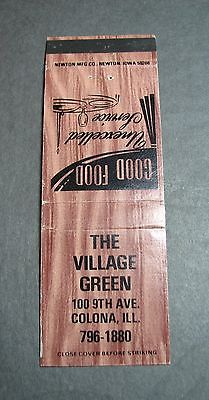 NEWTON MFG CO. NEWTON, IOWA 50208
GOOD FOOD
Unexcelled
Service
THE
VILLAGE
GREEN
100 9TH AVE.
COLONA, ILL.
796-1880
CLOSE COVER BEFORE STRIKING